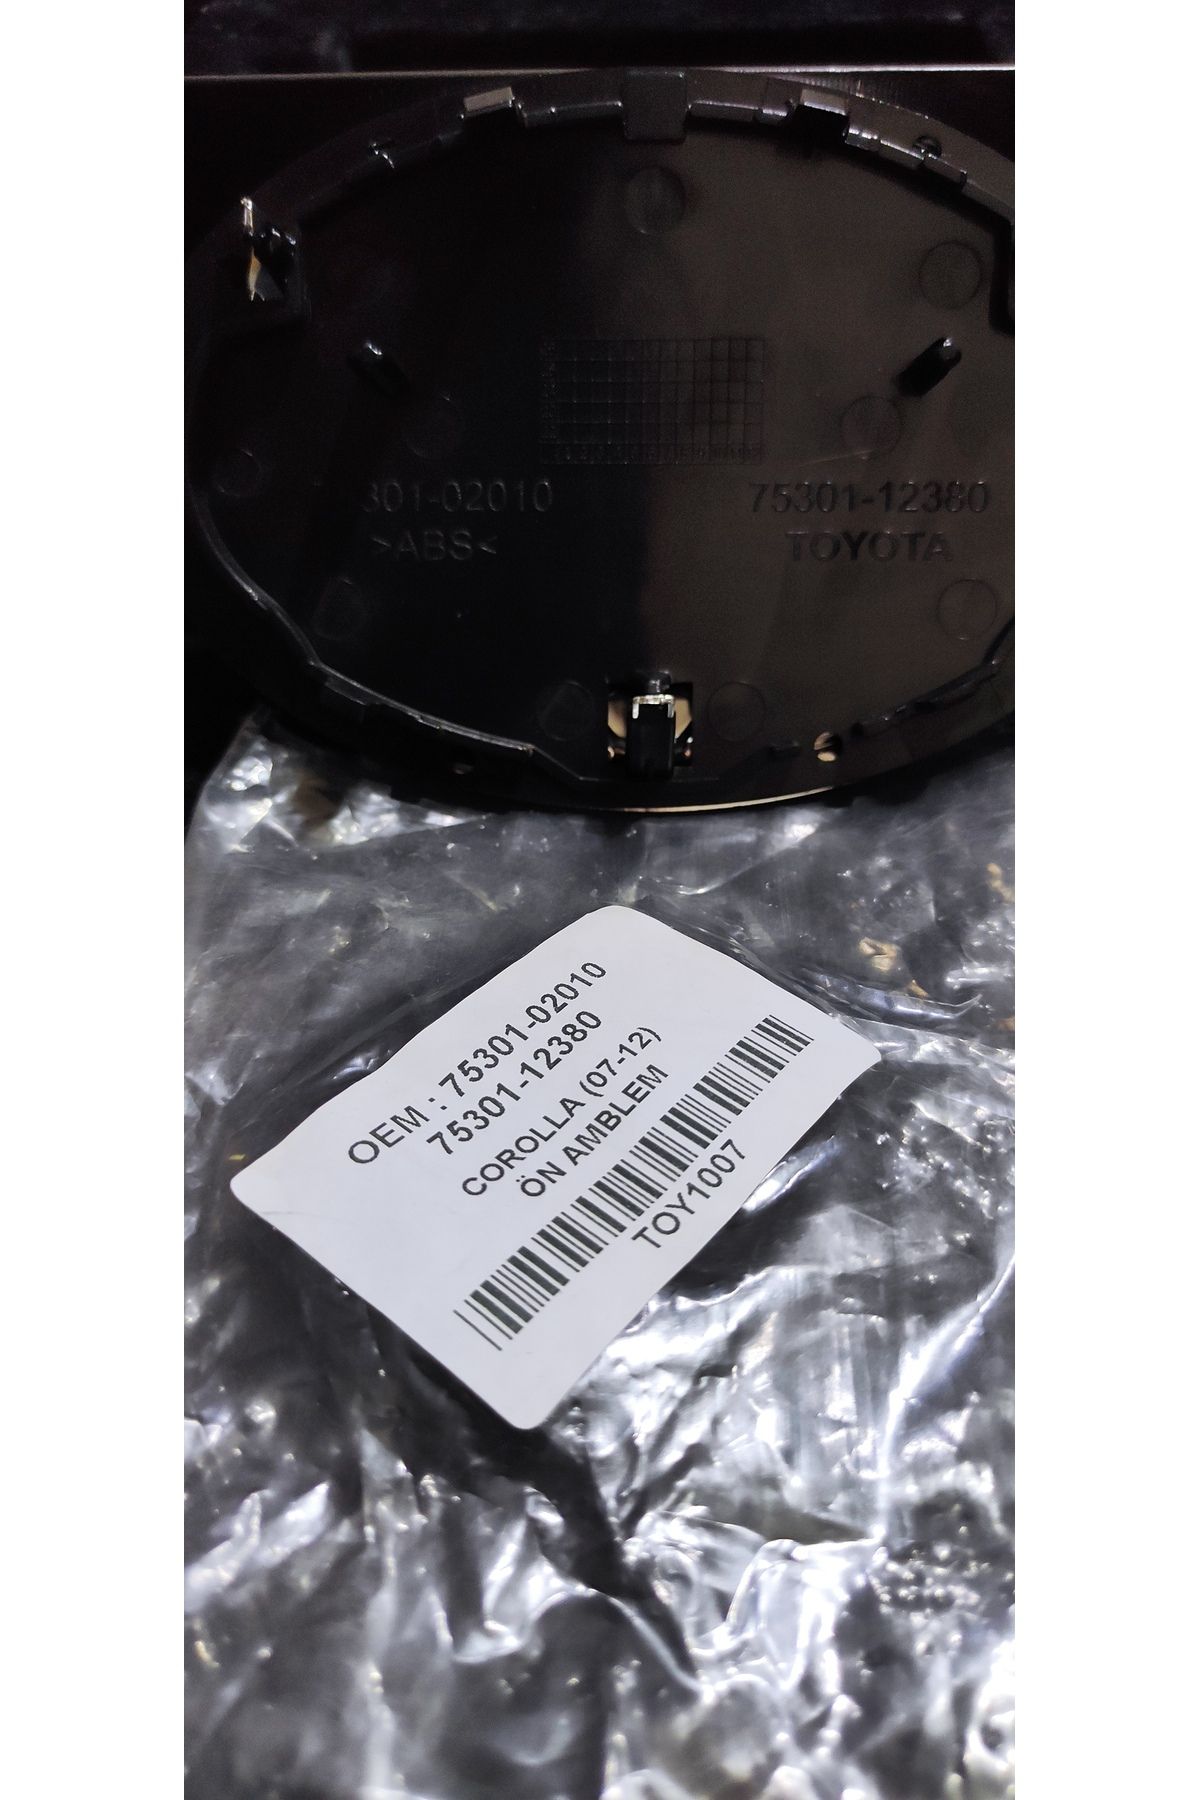 301-02010
>ABS<
75301-12380
TOYOTA
OEM : 75301-02010
75301-12380
COROLLA (07-12)
ÖN AMBLEM
TOY1007